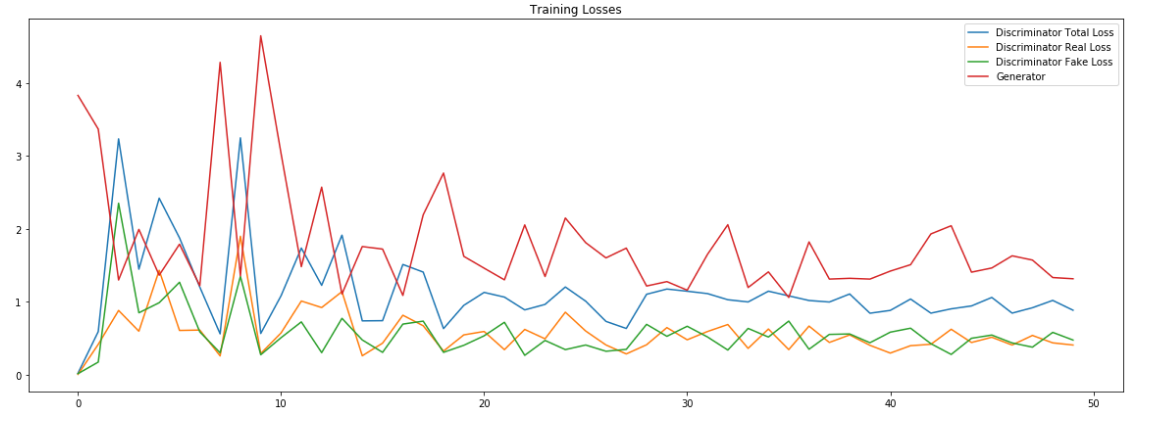 Training Losses
Discriminator Total Loss
Discriminator Real Loss
Discriminator Fake Loss
Generator
4
3
2
1
0
0 10 20 30 40 50